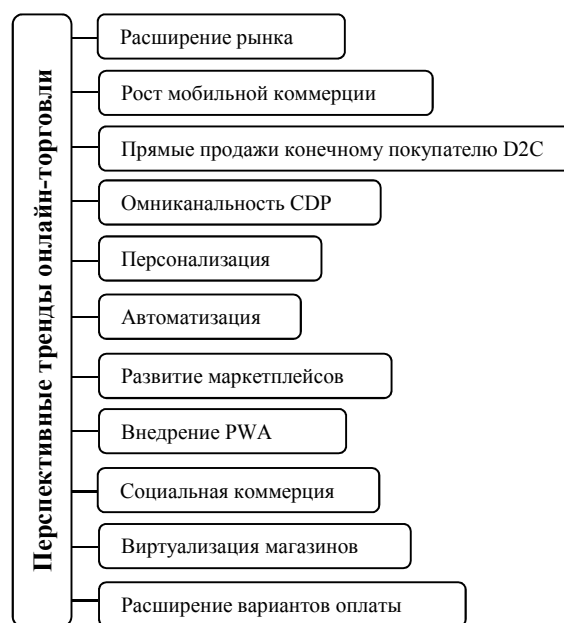 Перспективные тренды онлайн-торговли
Расширение рынка
Рост мобильной коммерции
Прямые продажи конечному покупателю D2C
Омниканальность CDP
Персонализация
Автоматизация
Развитие маркетплейсов
Внедрение PWA
Социальная коммерция
Виртуализация магазинов
Расширение вариантов оплаты